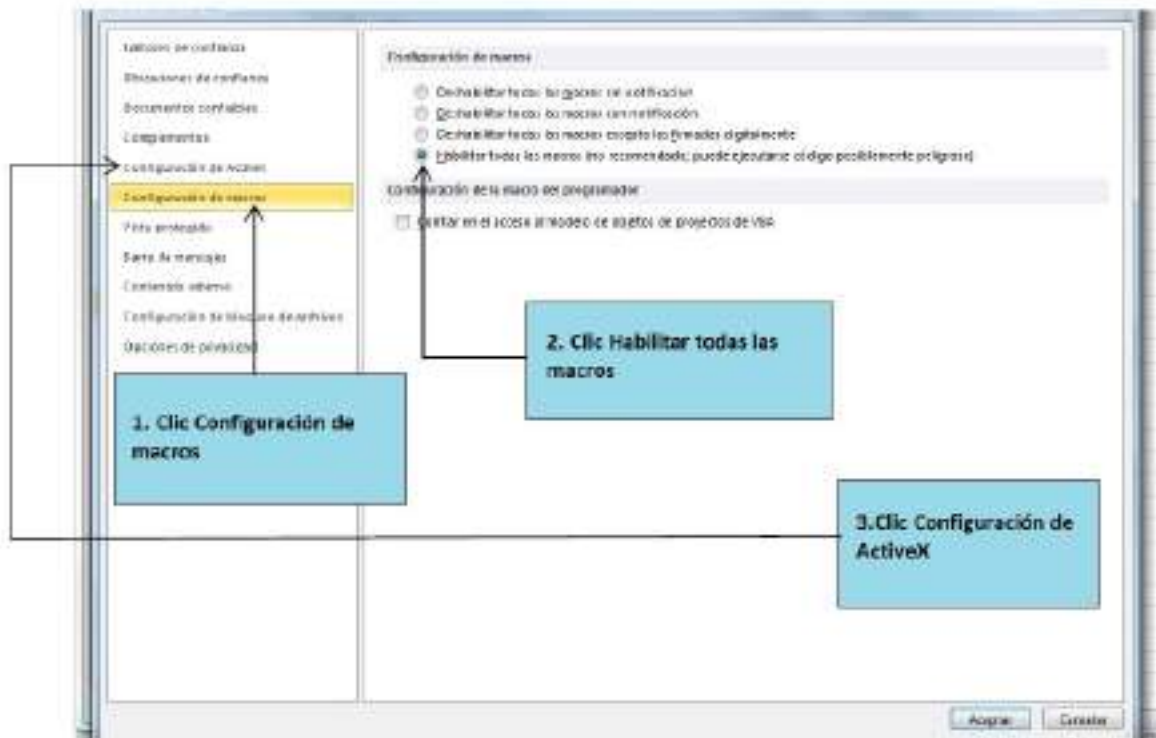 Editores de confianza
Ubicaciones de confianza
Documentos confiables
Complementos
Configuración de ActiveX
Configuración de macros
Vista protegida
Barra de mensajes
Contenido externo
Configuración de bloqueo de archivos
Opciones de privacidad
Configuración de macros
Deshabilitar todas las macros sin notificación
Deshabilitar todas las macros con notificación
Deshabilitar todas las macros excepto las firmadas digitalmente
Habilitar todas las macros (no recomendado; puede ejecutarse código posiblemente peligroso)
Configuración de la macro del programador
Confiar en el acceso al modelo de objetos de proyectos de VBA
2. Clic Habilitar todas las
macros
1. Clic Configuración de
macros
3.Clic Configuración de
ActiveX
Aceptar
Cancelar